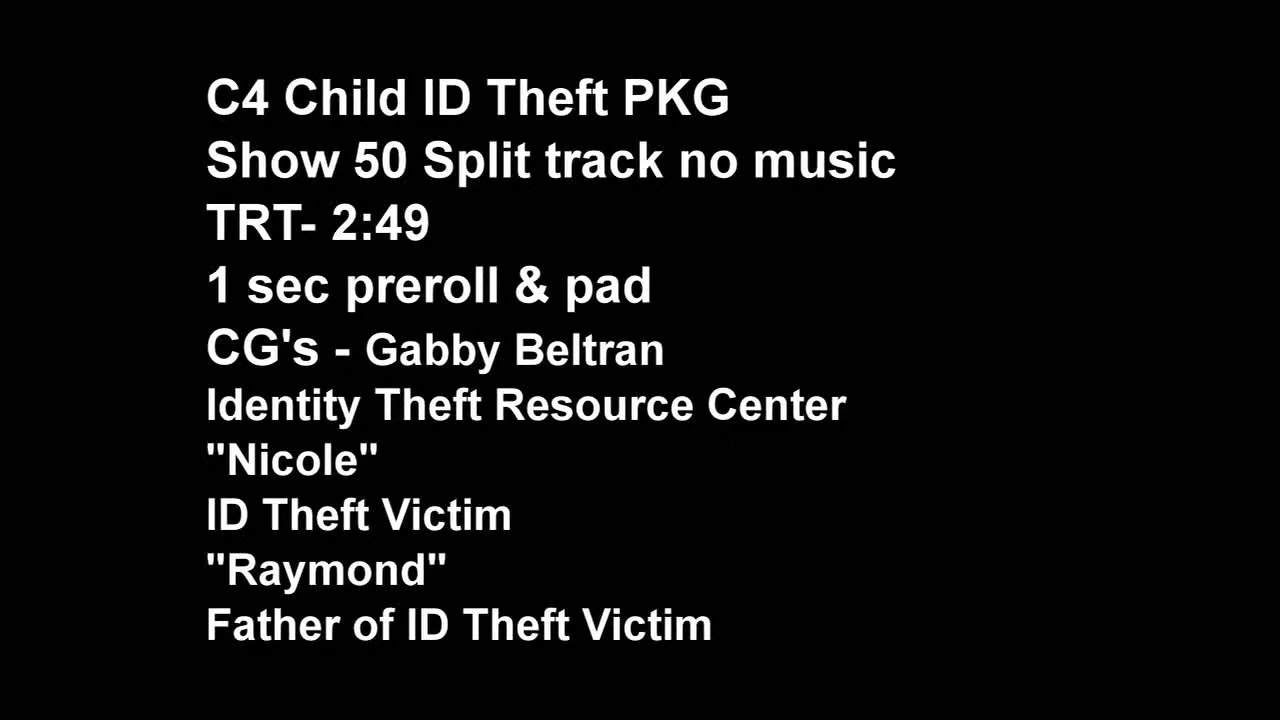 C4 Child ID Theft PKG
Show 50 Split track no music
TRT- 2:49
1 sec preroll & pad
CG's - Gabby Beltran
Identity Theft Resource Center
"Nicole"
ID Theft Victim
"Raymond"
Father of ID Theft Victim